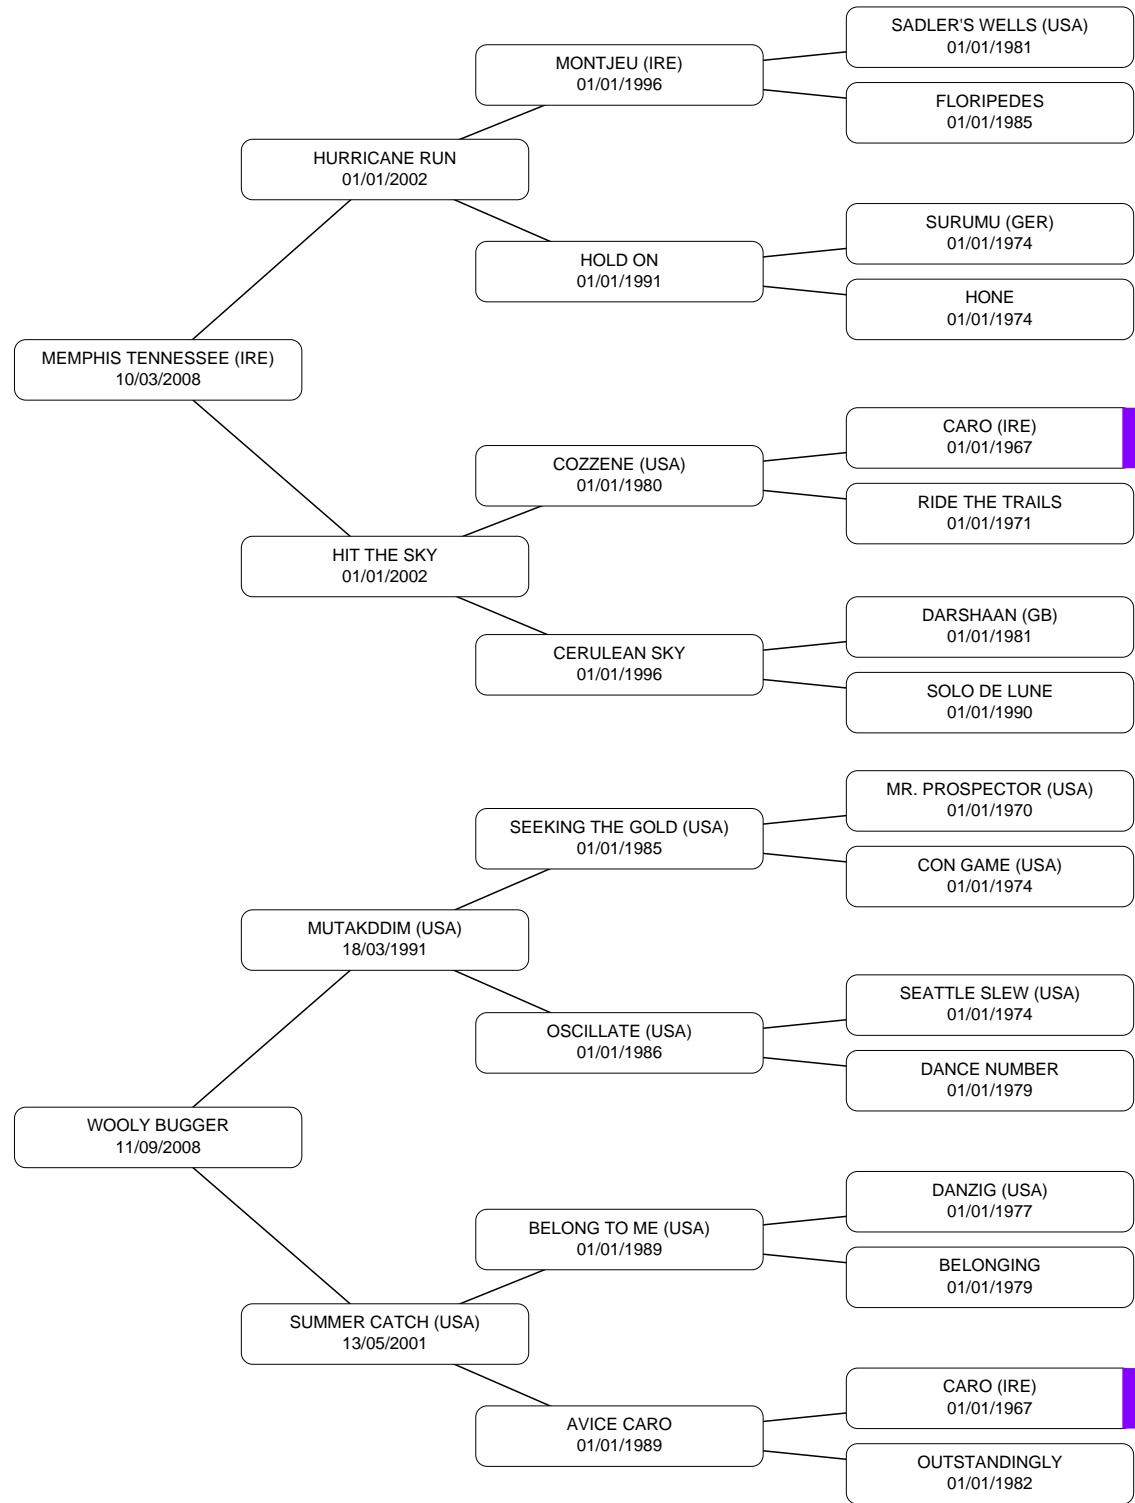 SADLER'S WELLS (USA)
01/01/1981
MONTJEU (IRE)
01/01/1996
FLORIPEDES
01/01/1985
HURRICANE RUN
01/01/2002
SURUMU (GER)
01/01/1974
HOLD ON
01/01/1991
HONE
01/01/1974
MEMPHIS TENNESSEE (IRE)
10/03/2008
CARO (IRE)
01/01/1967
COZZENE (USA)
01/01/1980
RIDE THE TRAILS
01/01/1971
HIT THE SKY
01/01/2002
DARSHAAN (GB)
01/01/1981
CERULEAN SKY
01/01/1996
SOLO DE LUNE
01/01/1990
MR. PROSPECTOR (USA)
01/01/1970
SEEKING THE GOLD (USA)
01/01/1985
CON GAME (USA)
01/01/1974
MUTAKDDIM (USA)
18/03/1991
SEATTLE SLEW (USA)
01/01/1974
OSCILLATE (USA)
01/01/1986
DANCE NUMBER
01/01/1979
WOOLY BUGGER
11/09/2008
DANZIG (USA)
01/01/1977
BELONG TO ME (USA)
01/01/1989
BELONGING
01/01/1979
SUMMER CATCH (USA)
13/05/2001
CARO (IRE)
01/01/1967
AVICE CARO
01/01/1989
OUTSTANDINGLY
01/01/1982